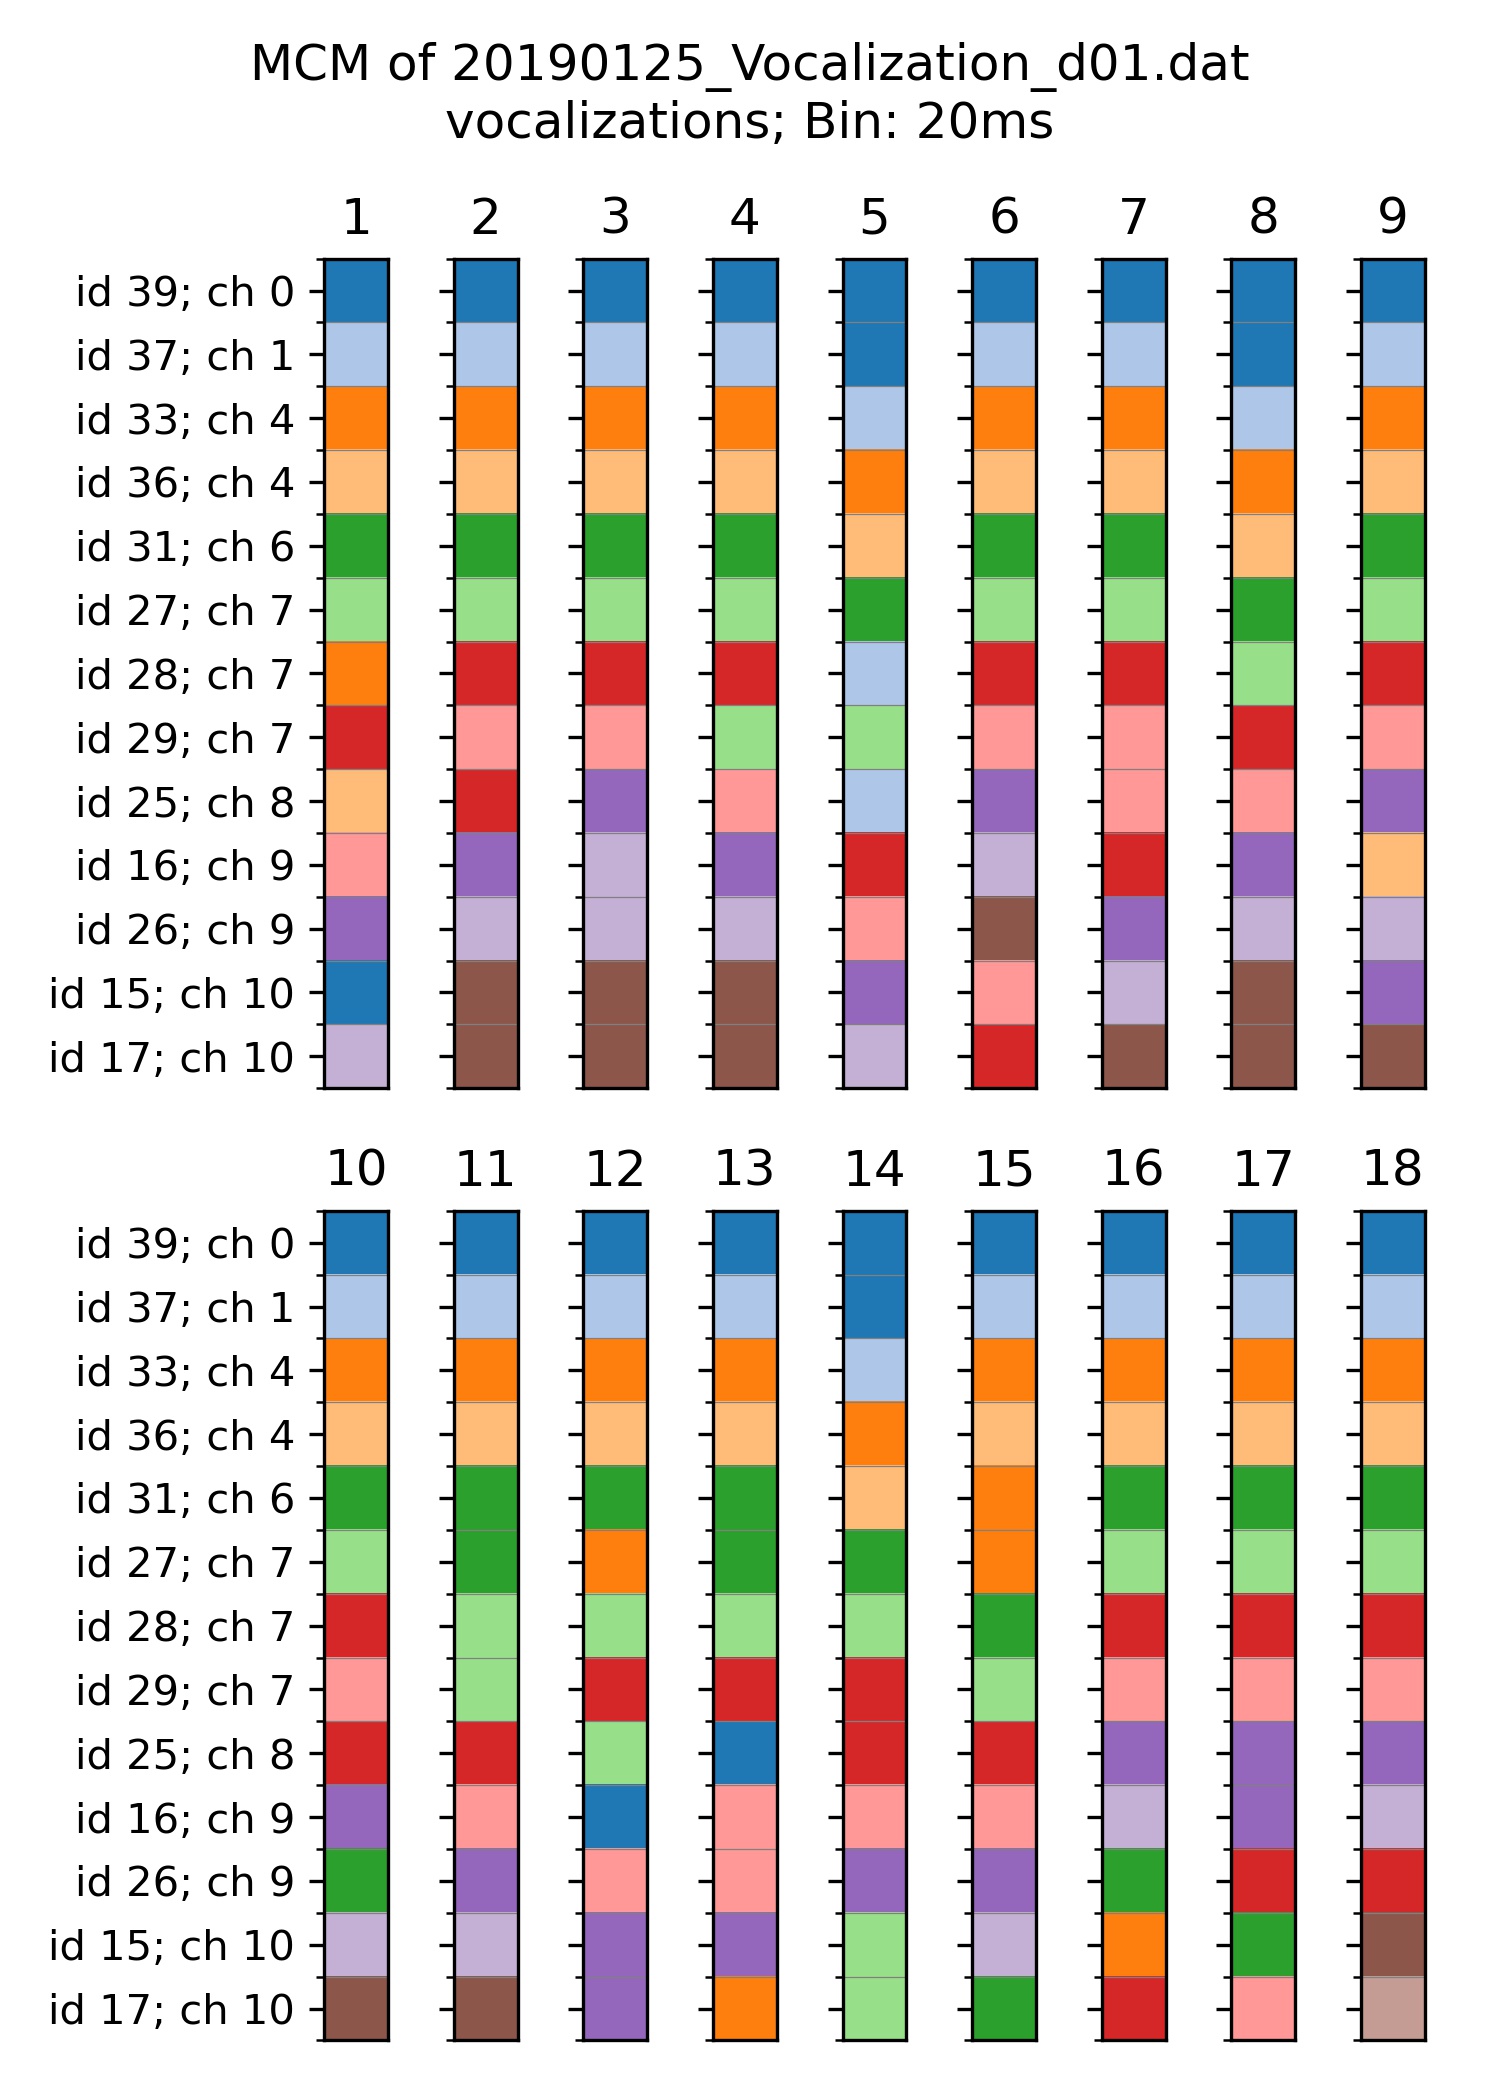 MCM of 20190125_Vocalization_d01.dat
vocalizations; Bin: 20ms
1 2 3 4 5 6 7 8 9
id 39; ch 0
id 37; ch 1
id 33; ch 4
id 36; ch 4
id 31; ch 6
id 27; ch 7
id 28; ch 7
id 29; ch 7
id 25; ch 8
id 16; ch 9
id 26; ch 9
id 15; ch 10
id 17; ch 10
10 11 12 13 14 15 16 17 18
id 39; ch 0
id 37; ch 1
id 33; ch 4
id 36; ch 4
id 31; ch 6
id 27; ch 7
id 28; ch 7
id 29; ch 7
id 25; ch 8
id 16; ch 9
id 26; ch 9
id 15; ch 10
id 17; ch 10